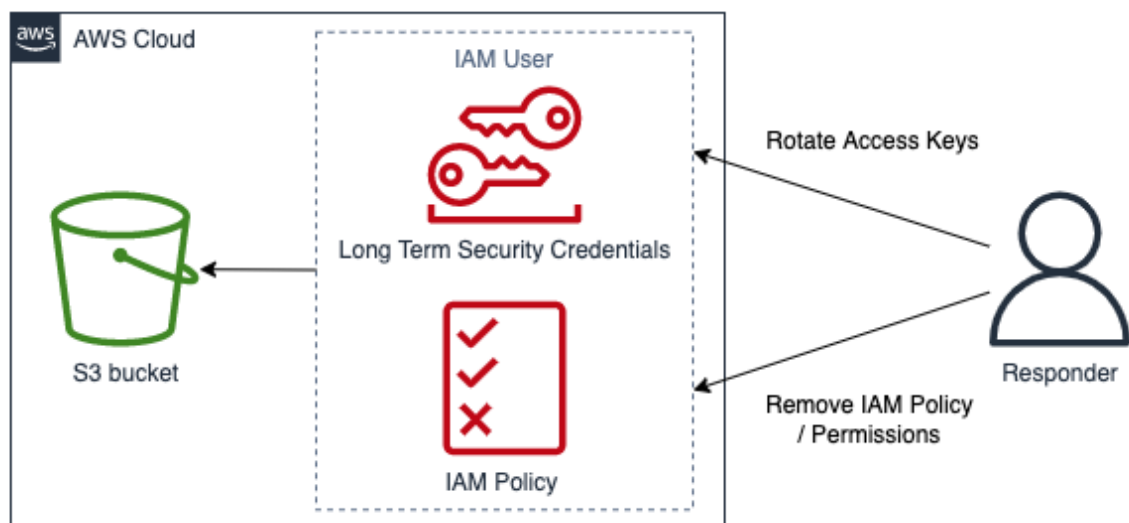 aws
AWS Cloud
IAM User
Rotate Access Keys
Long Term Security Credentials
S3 bucket
Responder
Remove IAM Policy
/ Permissions
IAM Policy